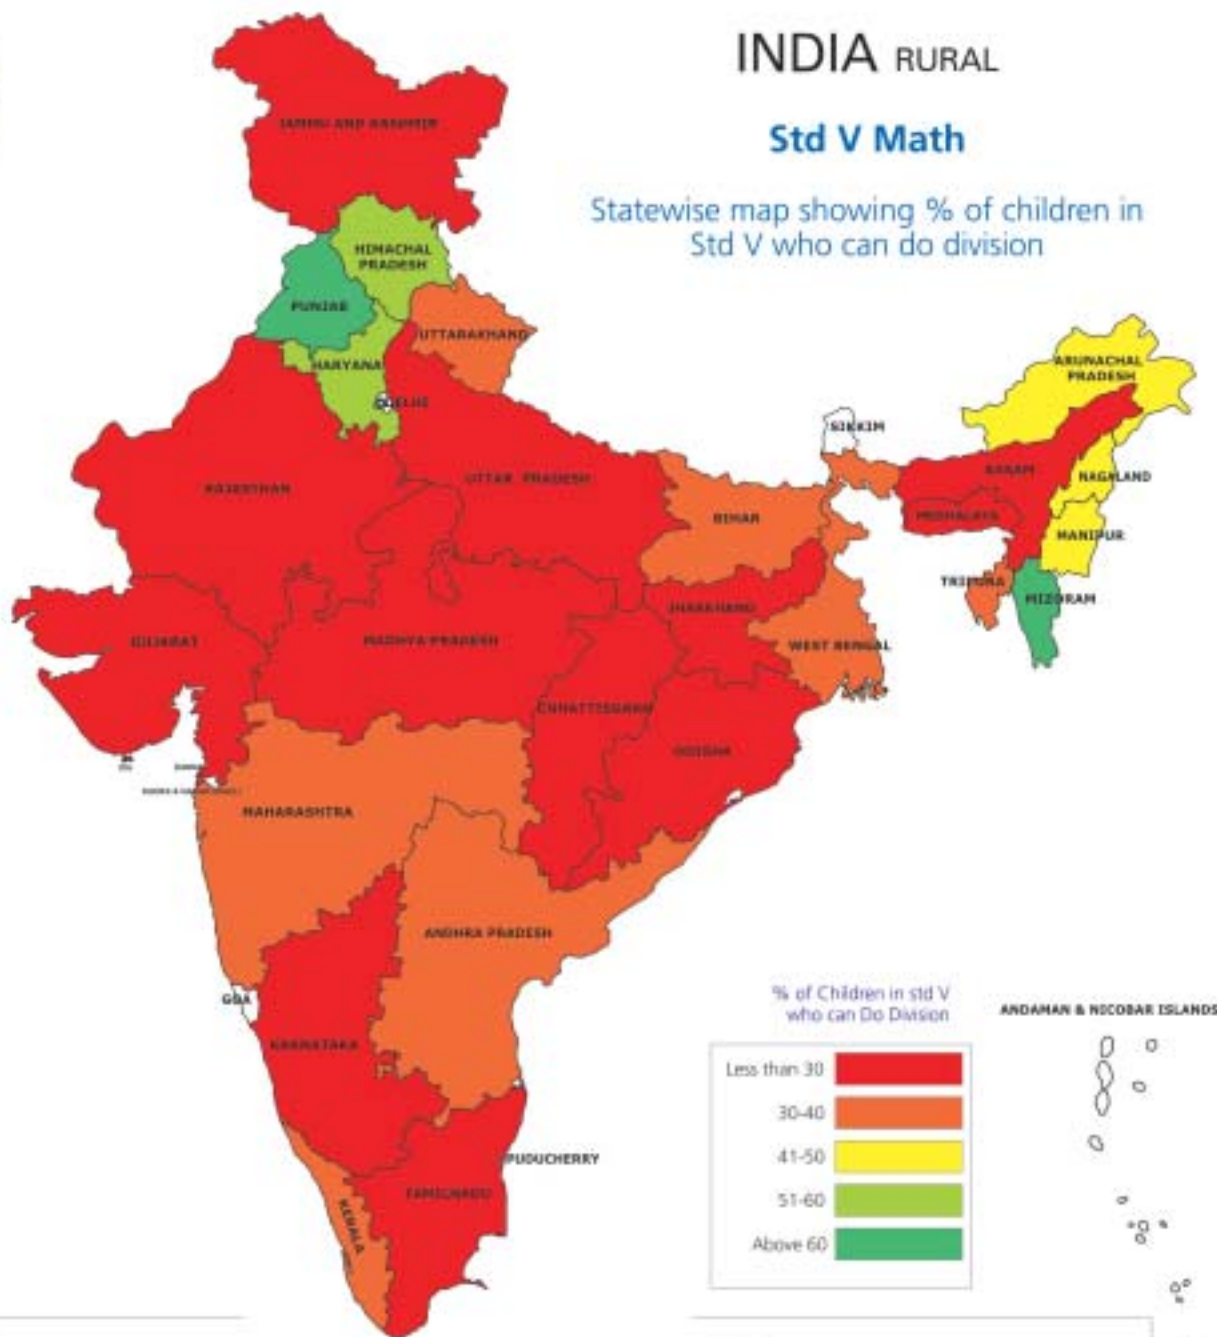 INDIA RURAL
Std V Math
Statewise map showing % of children in
Std V who can do division
JAMMU AND KASHMIR
HIMACHAL
PRADESH
PUNJAB
UTTARAKHAND
HARYANA
DELHI
ARUNACHAL
PRADESH
SIKKIM
RAJASTHAN
UTTAR PRADESH
ASSAM
NAGALAND
BIHAR
MEGHALAYA
MANIPUR
TRIPURA
MIZORAM
JHARKHAND
GUJARAT
MADHYA PRADESH
WEST BENGAL
CHHATTISGARH
ODISHA
MAHARASHTRA
ANDHRA PRADESH
GOA
KARNATAKA
PUDUCHERRY
TAMILNADU
KERALA
% of Children in std V
who can Do Division
Less than 30
30-40
41-50
51-60
Above 60
ANDAMAN & NICOBAR ISLANDS